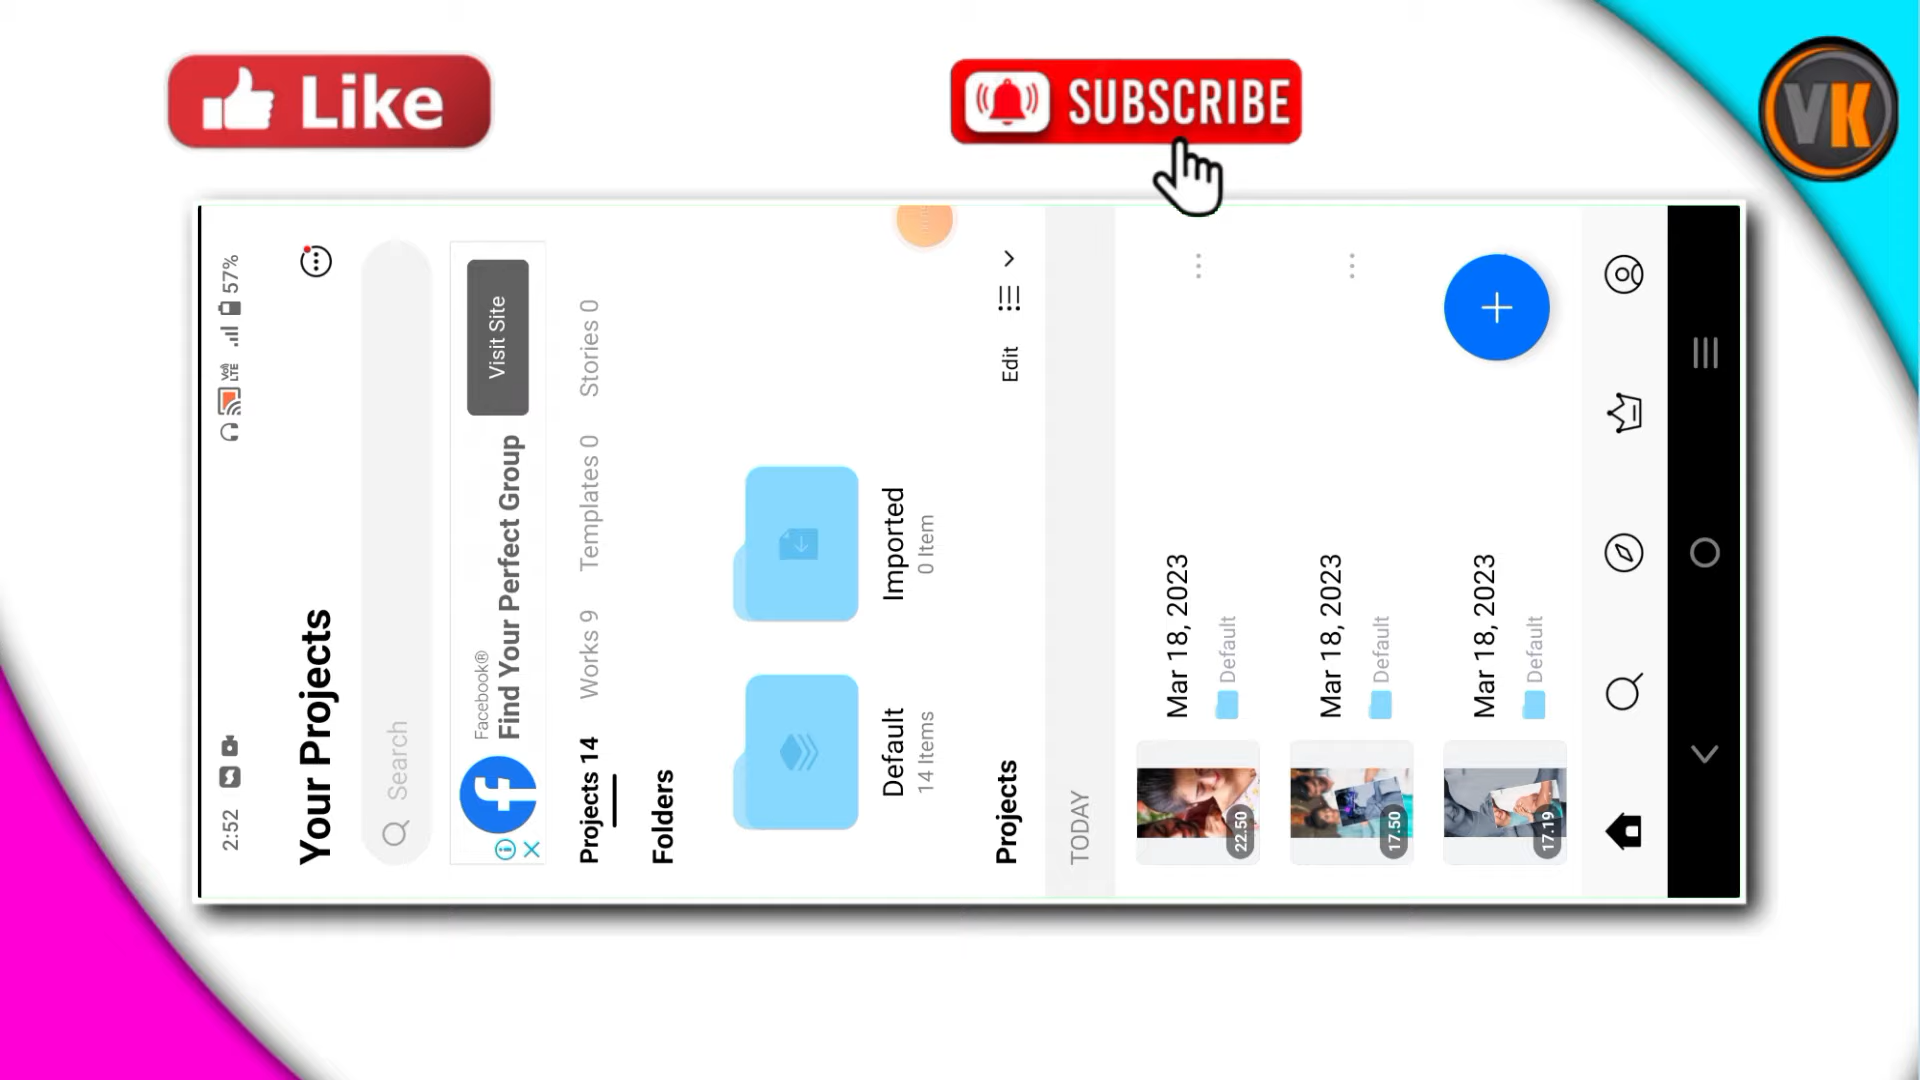 Like
SUBSCRIBE
VK
2:52
VoI) LTE
57%
Your Projects
Search
Facebook®
Find Your Perfect Group
Visit Site
Projects 14
Works 9
Templates 0
Stories 0
Folders
Default
14 Items
Imported
0 Item
Projects
Edit
TODAY
22.50
Mar 18, 2023
Default
17.50
Mar 18, 2023
Default
17.19
Mar 18, 2023
Default